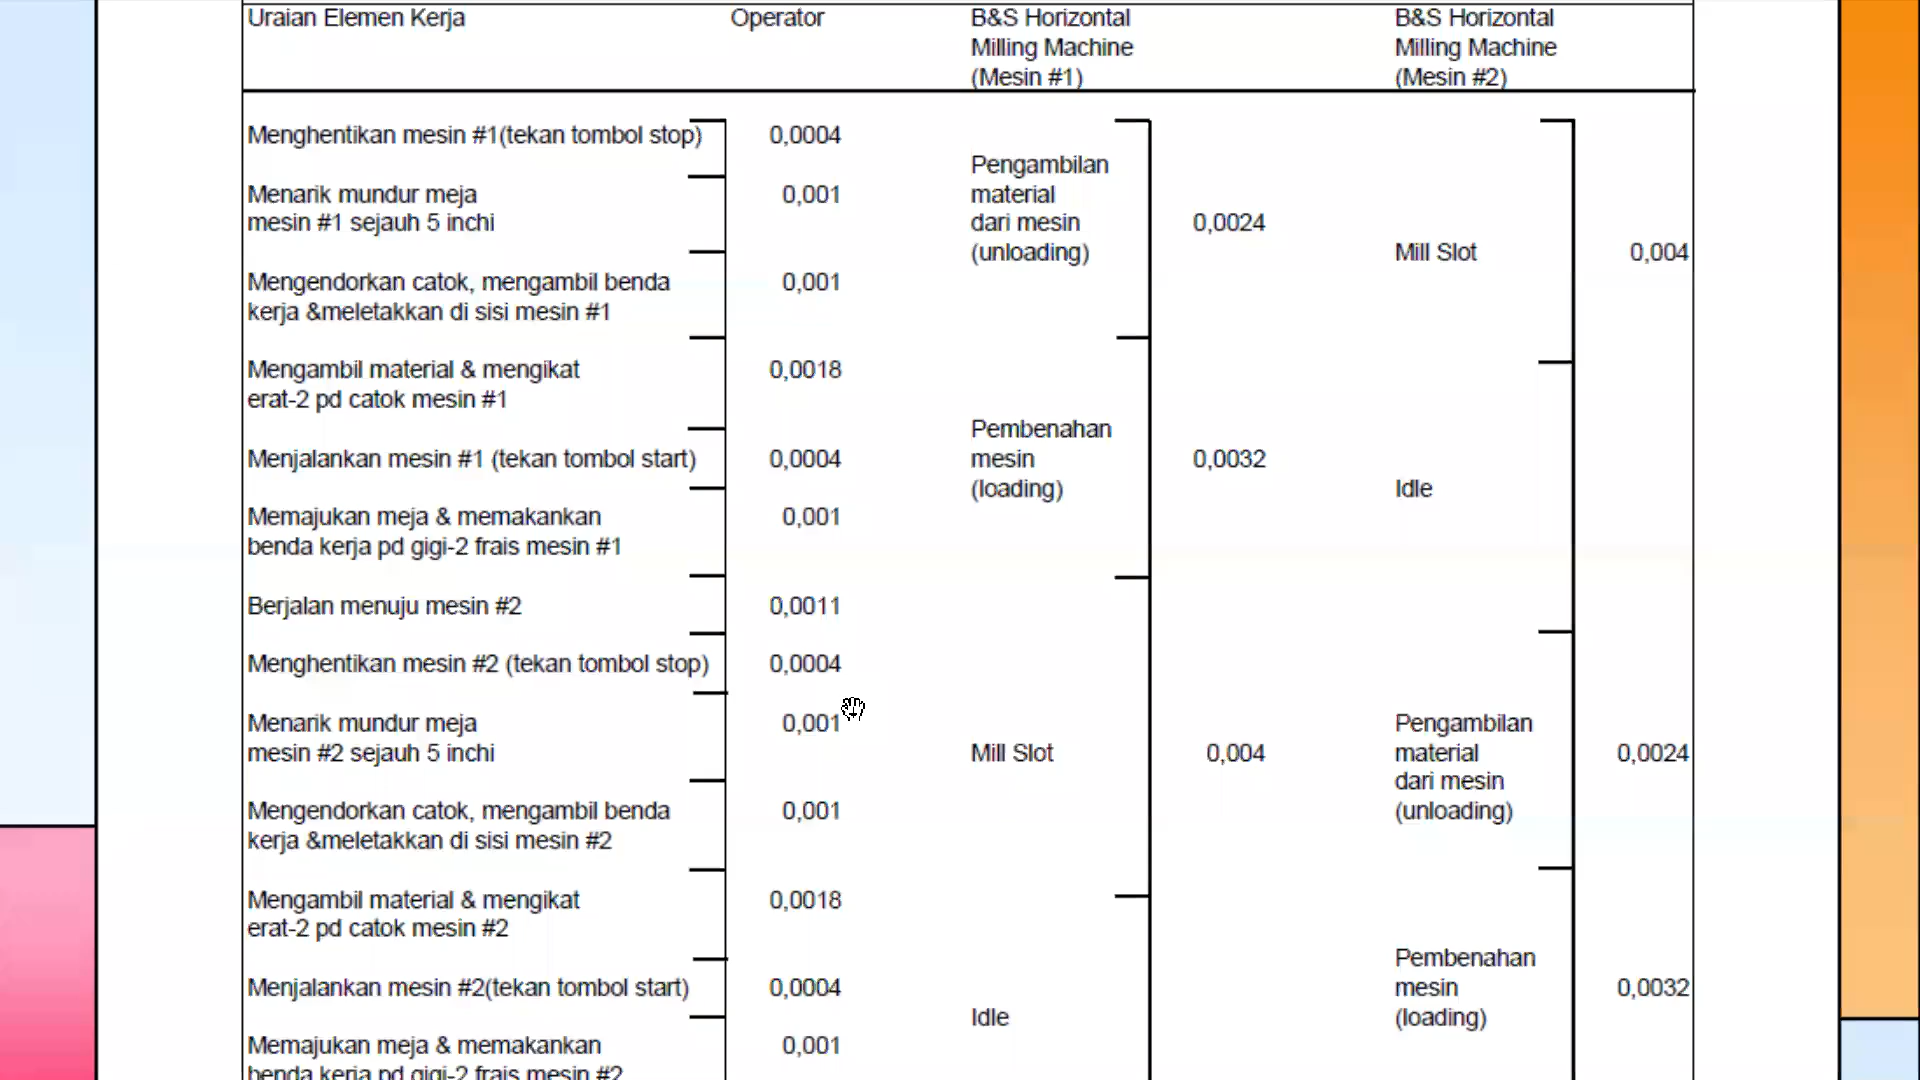 Uraian Elemen Kerja
Operator
B&S Horizontal
Milling Machine
(Mesin #1)
B&S Horizontal
Milling Machine
(Mesin #2)
Menghentikan mesin #1(tekan tombol stop)
0,0004
Menarik mundur meja
mesin #1 sejauh 5 inchi
0,001
Mengendorkan catok, mengambil benda
kerja &meletakkan di sisi mesin #1
0,001
Pengambilan
material
dari mesin
(unloading)
0,0024
Mill Slot
0,004
Mengambil material & mengikat
erat-2 pd catok mesin #1
0,0018
Menjalankan mesin #1 (tekan tombol start)
0,0004
Memajukan meja & memakankan
benda kerja pd gigi-2 frais mesin #1
0,001
Pembenahan
mesin
(loading)
0,0032
Idle
Berjalan menuju mesin #2
0,0011
Menghentikan mesin #2 (tekan tombol stop)
0,0004
Menarik mundur meja
mesin #2 sejauh 5 inchi
0,001
Mengendorkan catok, mengambil benda
kerja &meletakkan di sisi mesin #2
0,001
Mill Slot
0,004
Pengambilan
material
dari mesin
(unloading)
0,0024
Mengambil material & mengikat
erat-2 pd catok mesin #2
0,0018
Menjalankan mesin #2(tekan tombol start)
0,0004
Memajukan meja & memakankan
benda kerja pd gigi-2 frais mesin #2
0,001
Idle
Pembenahan
mesin
(loading)
0,0032